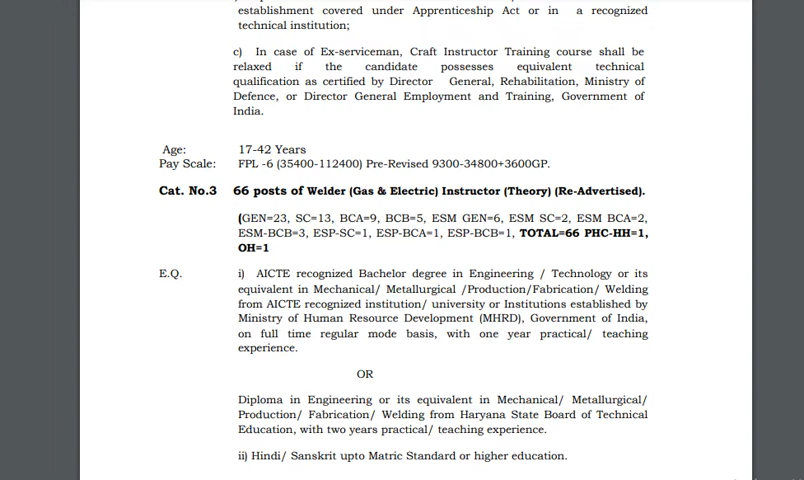 establishment covered under Apprenticeship Act or in a recognized
technical institution;
c) In case of Ex-serviceman, Craft Instructor Training course shall be
relaxed if the candidate possesses equivalent technical
qualification as certified by Director General, Rehabilitation, Ministry of
Defence, or Director General Employment and Training, Government of
India.
Age: 17-42 Years
Pay Scale: FPL -6 (35400-112400) Pre-Revised 9300-34800+3600GP.
Cat. No.3 66 posts of Welder (Gas & Electric) Instructor (Theory) (Re-Advertised).
(GEN=23, SC=13, BCA=9, BCB=5, ESM GEN=6, ESM SC=2, ESM BCA=2,
ESM-BCB=3, ESP-SC=1, ESP-BCA=1, ESP-BCB=1, TOTAL=66 PHC-HH=1,
OH=1
E.Q. i) AICTE recognized Bachelor degree in Engineering / Technology or its
equivalent in Mechanical/ Metallurgical /Production/Fabrication/ Welding
from AICTE recognized institution/ university or Institutions established by
Ministry of Human Resource Development (MHRD), Government of India,
on full time regular mode basis, with one year practical/ teaching
experience.
OR
Diploma in Engineering or its equivalent in Mechanical/ Metallurgical/
Production/ Fabrication/ Welding from Haryana State Board of Technical
Education, with two years practical/ teaching experience.
ii) Hindi/ Sanskrit upto Matric Standard or higher education.